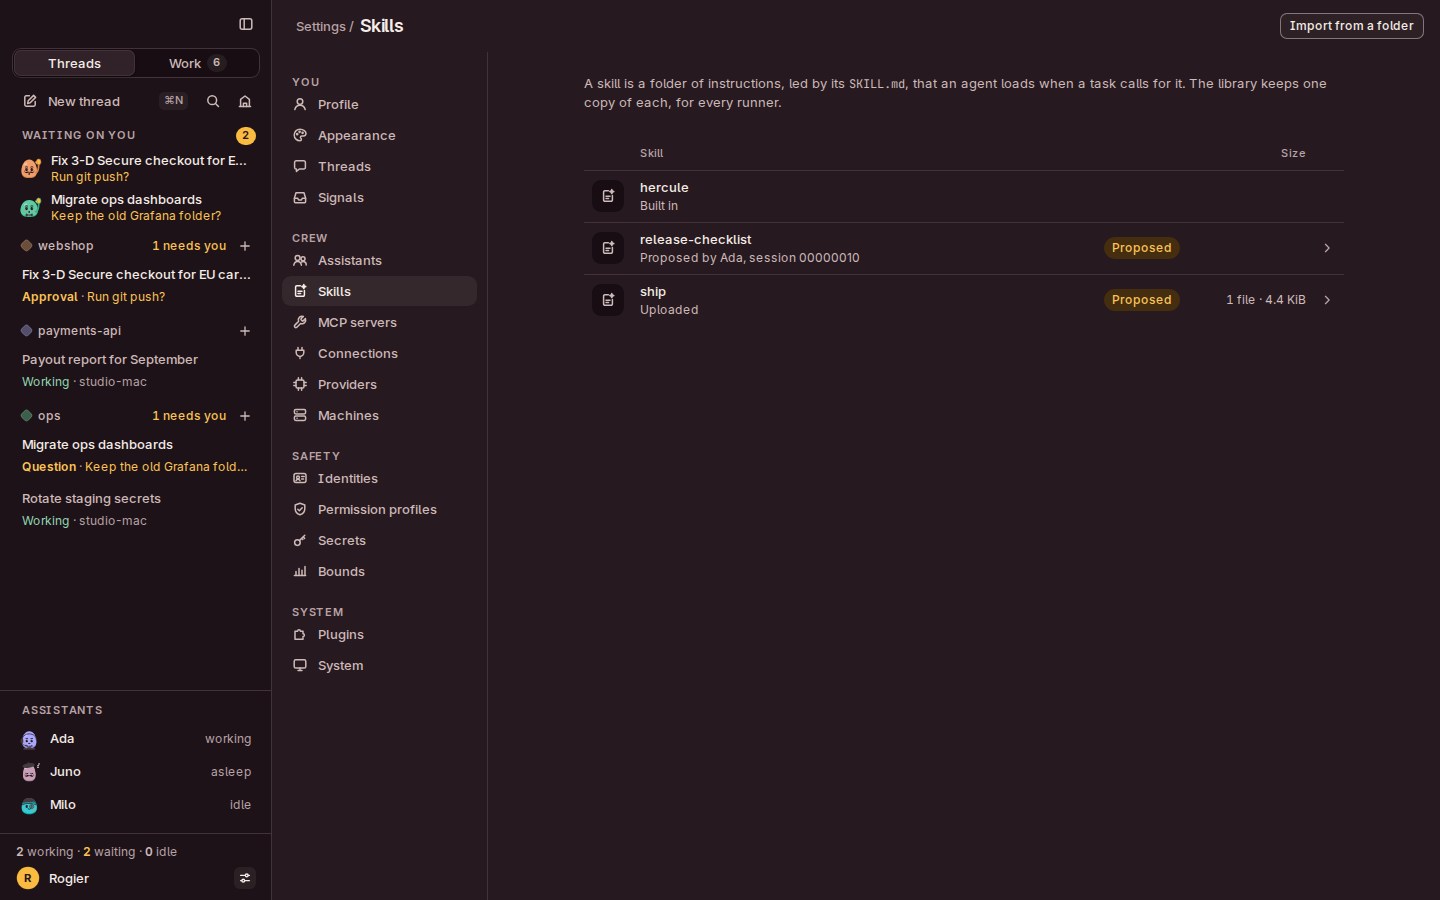 Threads
Work 6
New thread ⌘N
WAITING ON YOU 2
Fix 3-D Secure checkout for E...
Run git push?
Migrate ops dashboards
Keep the old Grafana folder?
webshop 1 needs you
Fix 3-D Secure checkout for EU car...
Approval · Run git push?
payments-api
Payout report for September
Working · studio-mac
ops 1 needs you
Migrate ops dashboards
Question · Keep the old Grafana fold...
Rotate staging secrets
Working · studio-mac
ASSISTANTS
Ada working
Juno asleep
Milo idle
2 working · 2 waiting · 0 idle
R Rogier
Settings / Skills
Import from a folder
YOU
Profile
Appearance
Threads
Signals
CREW
Assistants
Skills
MCP servers
Connections
Providers
Machines
SAFETY
Identities
Permission profiles
Secrets
Bounds
SYSTEM
Plugins
System
A skill is a folder of instructions, led by its SKILL.md, that an agent loads when a task calls for it. The library keeps one
copy of each, for every runner.
Skill Size
hercule
Built in
release-checklist
Proposed by Ada, session 00000010
Proposed
ship
Uploaded
Proposed
1 file · 4.4 KiB